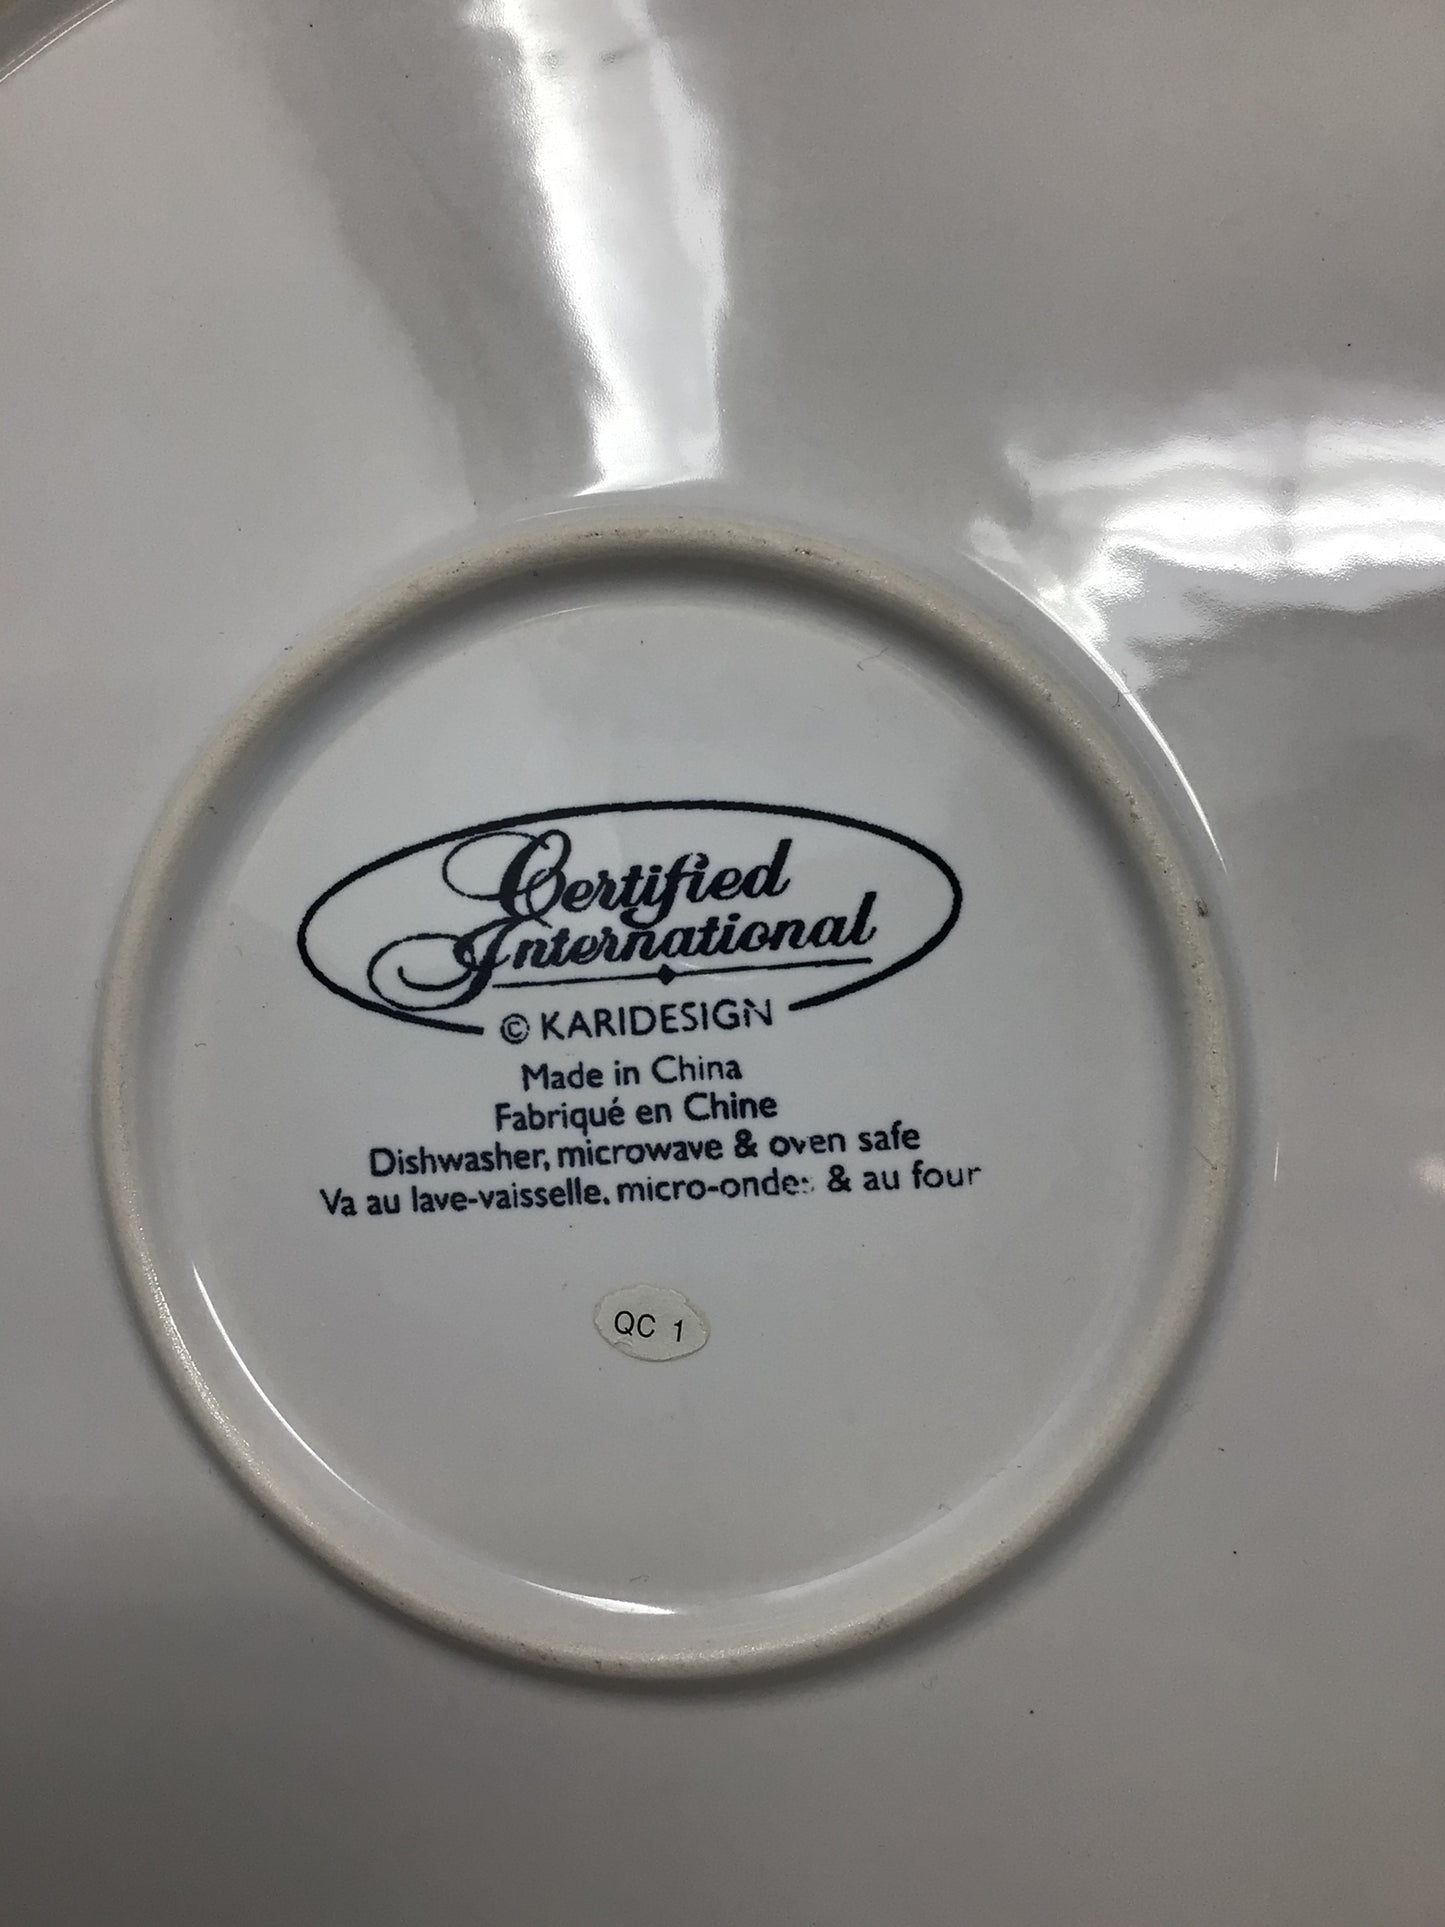 Certified
International
© KARIDESIGN
Made in China
Fabriqué en Chine
Dishwasher, microwave & oven safe
Va au lave-vaisselle, micro-ondes & au four
QC 1